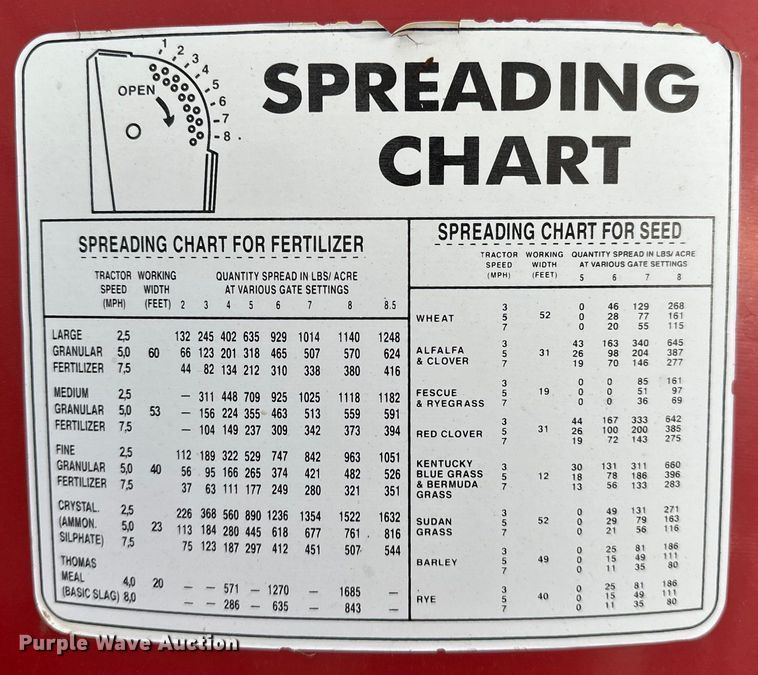 1 2 3 4 5 6 7 8
OPEN
SPREADING
CHART
SPREADING CHART FOR FERTILIZER
TRACTOR WORKING QUANTITY SPREAD IN LBS/ ACRE
SPEED WIDTH AT VARIOUS GATE SETTINGS
(MPH) (FEET) 2 3 4 5 6 7 8 8.5
LARGE 2,5 132 245 402 635 929 1014 1140 1248
GRANULAR 5,0 60 66 123 201 318 465 507 570 624
FERTILIZER 7,5 44 82 134 212 310 338 380 416
MEDIUM 2,5 — 311 448 709 925 1025 1118 1182
GRANULAR 5,0 53 — 156 224 355 463 513 559 591
FERTILIZER 7,5 — 104 149 237 309 342 373 394
FINE 2,5 112 189 322 529 747 842 963 1051
GRANULAR 5,0 40 56 95 166 265 374 421 482 526
FERTILIZER 7,5 37 63 111 177 249 280 321 351
CRYSTAL. 2,5 226 368 560 890 1236 1354 1522 1632
(AMMON. 5,0 23 113 184 280 445 618 677 761 816
SILPHATE) 7,5 75 123 187 297 412 451 507 544
THOMAS
MEAL 4,0 20 — — 571 — 1270 — 1685 —
(BASIC SLAG) 8,0 — — 286 — 635 — 843 —
SPREADING CHART FOR SEED
TRACTOR WORKING QUANTITY SPREAD IN LBS/ ACRE
SPEED WIDTH AT VARIOUS GATE SETTINGS
(MPH) (FEET) 5 6 7 8
3 0 46 129 268
WHEAT 5 52 0 28 77 161
7 0 20 55 115
3 43 163 340 645
ALFALFA 5 31 26 98 204 387
& CLOVER 7 19 70 146 277
3 0 0 85 161
FESCUE 5 19 0 0 51 97
& RYEGRASS 7 0 0 36 69
3 44 167 333 642
RED CLOVER 5 31 26 100 200 385
7 19 72 143 275
KENTUCKY 3 30 131 311 660
BLUE GRASS 5 12 18 78 186 396
& BERMUDA 7 13 56 133 283
GRASS
3 0 49 131 271
SUDAN 5 52 0 29 79 163
GRASS 7 0 21 56 116
3 0 25 81 186
BARLEY 5 49 0 15 49 111
7 0 11 35 80
3 0 25 81 186
RYE 5 40 0 15 49 111
7 0 11 35 80
Purple Wave Auction